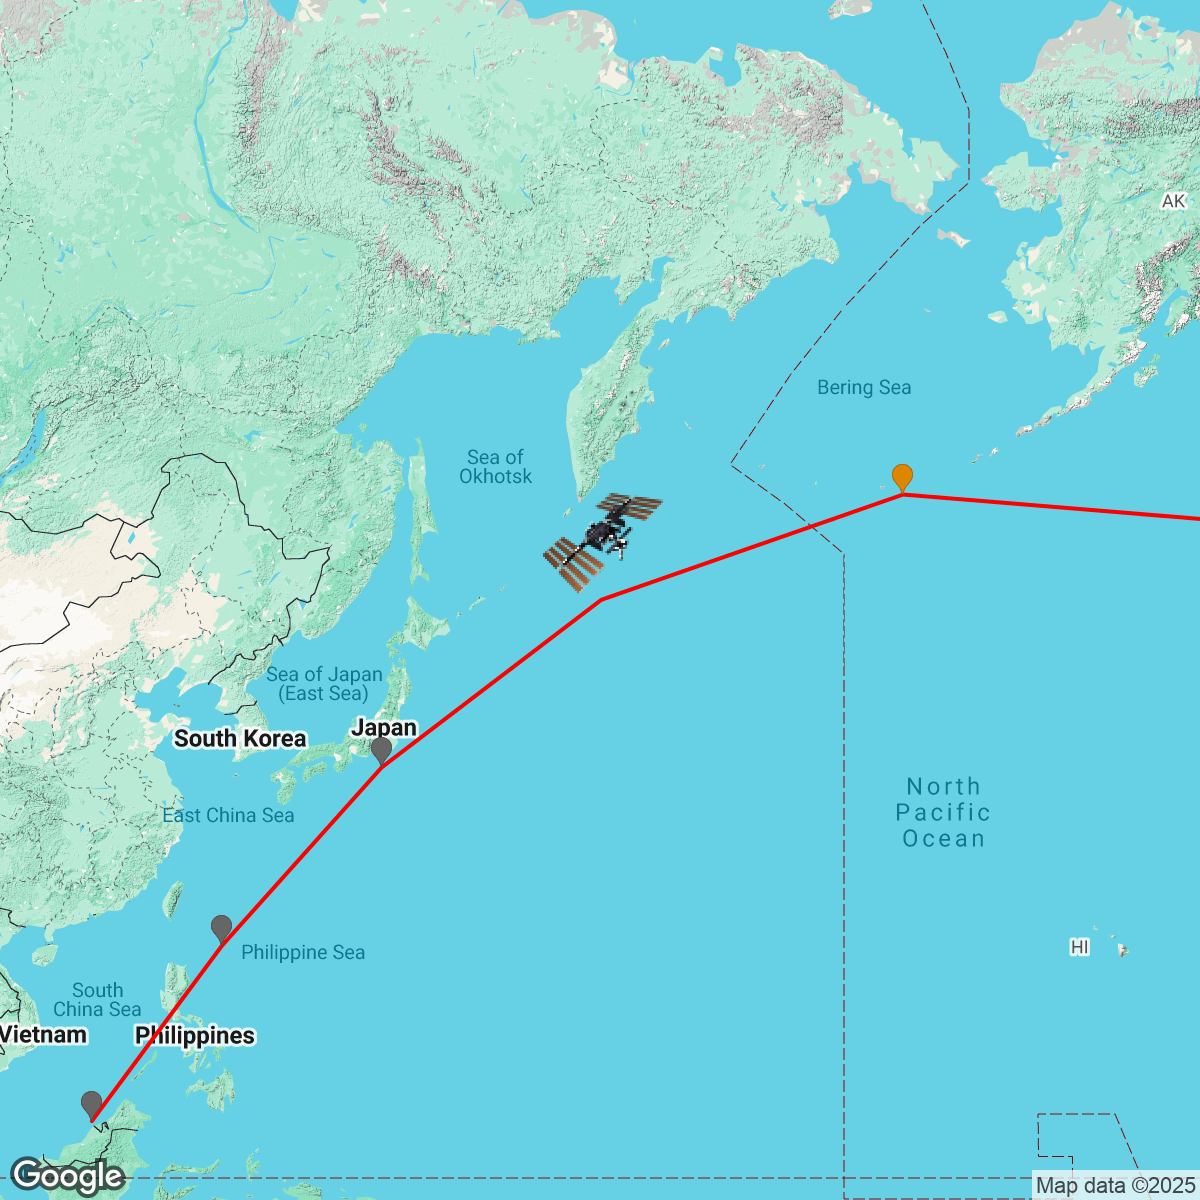 AK
Bering Sea
Sea of
Okhotsk
Sea of Japan
(East Sea)
Japan
South Korea
North
Pacific
Ocean
East China Sea
Philippine Sea
HI
South
China Sea
Vietnam
Philippines
Google
Map data ©2025